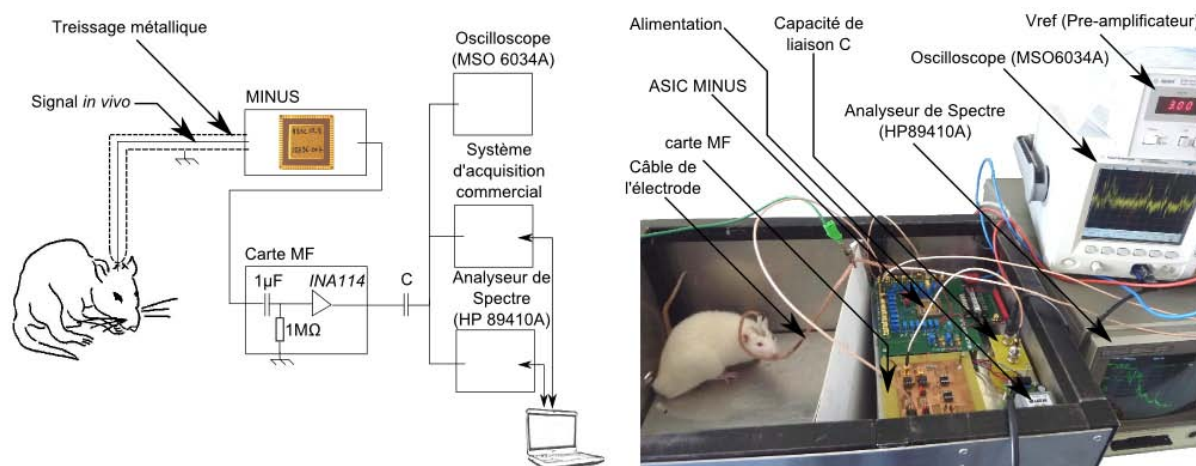 Treissage métallique
Signal in vivo
MINUS
Oscilloscope
(MSO 6034A)
Système
d'acquisition
commercial
Carte MF
1µF
INA114
1MΩ
C
Analyseur de
Spectre
(HP 89410A)
Alimentation
Capacité de
liaison C
ASIC MINUS
carte MF
Câble de
l'électrode
Vref (Pre-amplificateur)
Oscilloscope (MSO6034A)
Analyseur de Spectre
(HP89410A)
3.00